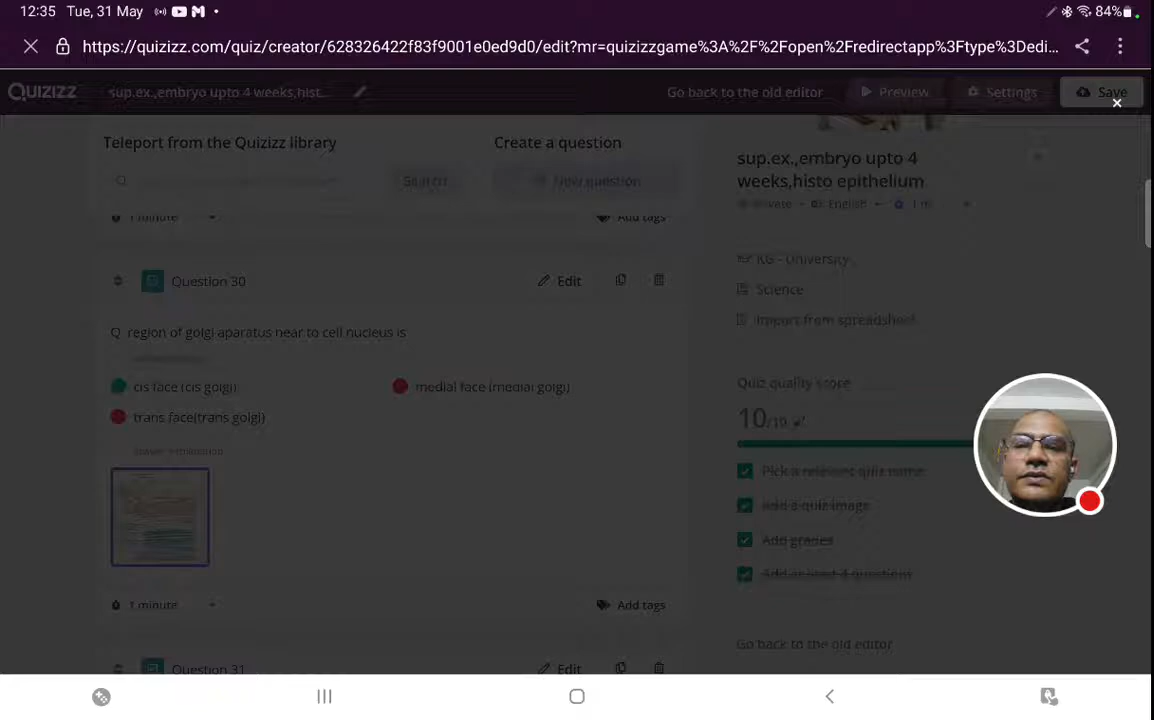 12:35 Tue, 31 May
84%
https://quizizz.com/quiz/creator/628326422f83f9001e0ed9d0/edit?mr=quizizzgame%3A%2F%2Fopen%2Fredirectapp%3Ftype%3Dedi...
QUIZIZZ sup.ex.,embryo upto 4 weeks,hist... Go back to the old editor Preview Settings Save
Teleport from the Quizizz library Create a question
Search New question
1 minute Add tags
Question 30 Edit
Q region of golgi aparatus near to cell nucleus is
cis face (cis golgi) medial face (medial golgi)
trans face(trans golgi)
1 minute Add tags
Question 31 Edit
sup.ex.,embryo upto 4
weeks,histo epithelium
English
KG - University
Science
Import from spreadsheet
Quiz quality score
10/10
Pick a relevant quiz name
Add a quiz image
Add grades
Add at least 4 questions
Go back to the old editor